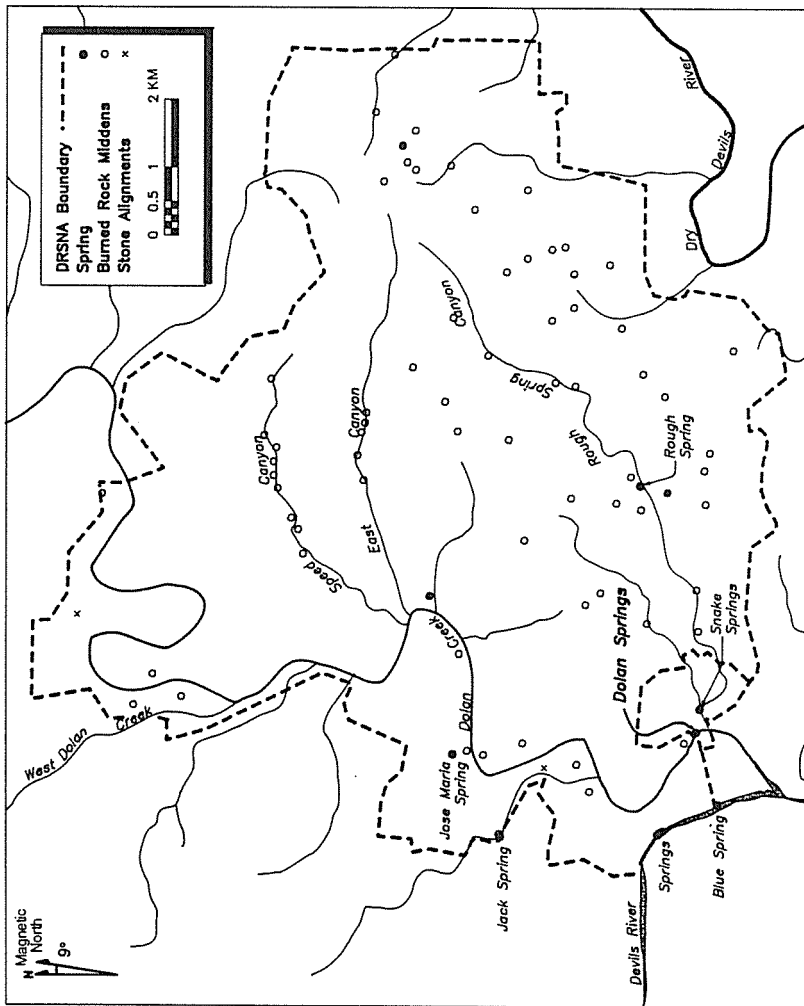 N Magnetic
North
9°
DRSNA Boundary
Spring
Burned Rock Middens
Stone Alignments
0 0.5 1 2 KM
West Dolan
Creek
Speed
Canyon
East
Canyon
Dolan
Creek
Jose Maria
Spring
Jack Spring
Rough
Spring
Canyon
Rough
Spring
Dolan Springs
Snake
Springs
Springs
Blue Spring
Devils River
Dry
Devils
River